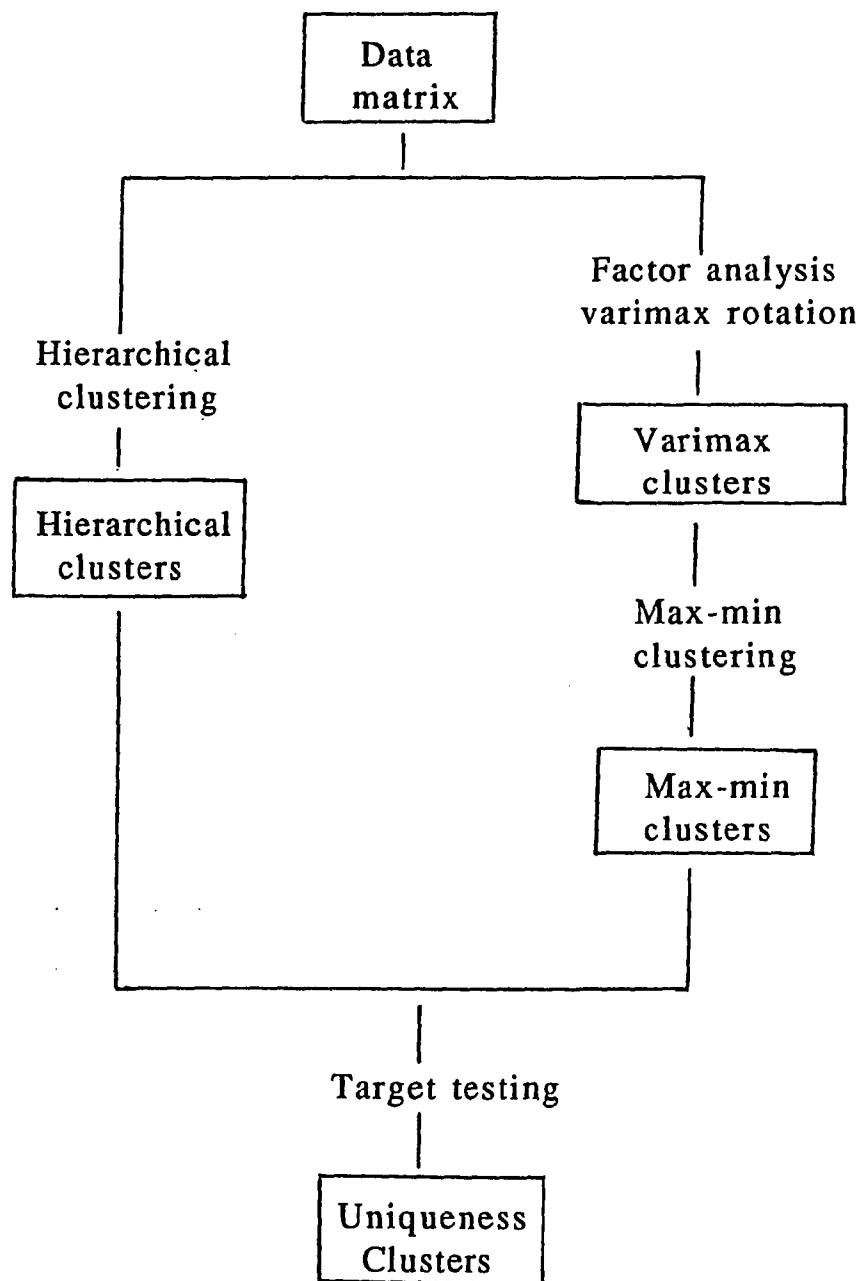 Data
matrix
Factor analysis
varimax rotation
Hierarchical
clustering
Varimax
clusters
Hierarchical
clusters
Max-min
clustering
Max-min
clusters
Target testing
Uniqueness
Clusters